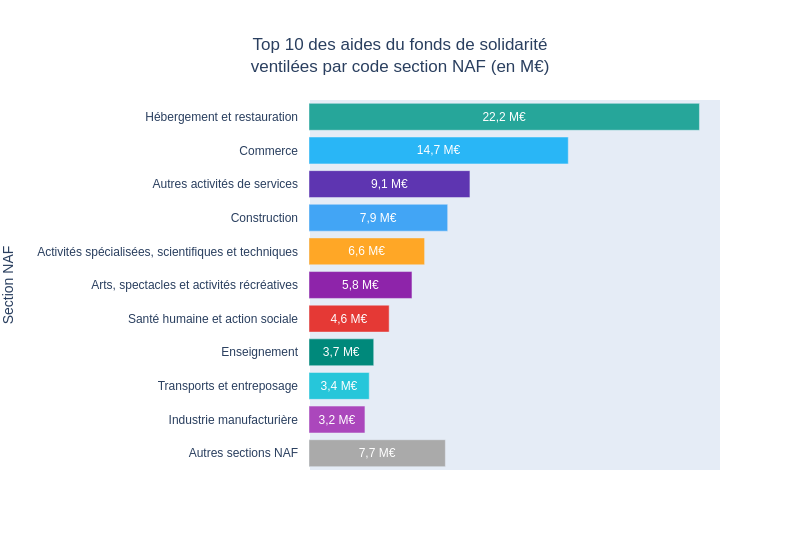 Top 10 des aides du fonds de solidarité
ventilées par code section NAF (en M€)
Section NAF
Hébergement et restauration 22,2 M€
Commerce 14,7 M€
Autres activités de services 9,1 M€
Construction 7,9 M€
Activités spécialisées, scientifiques et techniques 6,6 M€
Arts, spectacles et activités récréatives 5,8 M€
Santé humaine et action sociale 4,6 M€
Enseignement 3,7 M€
Transports et entreposage 3,4 M€
Industrie manufacturière 3,2 M€
Autres sections NAF 7,7 M€